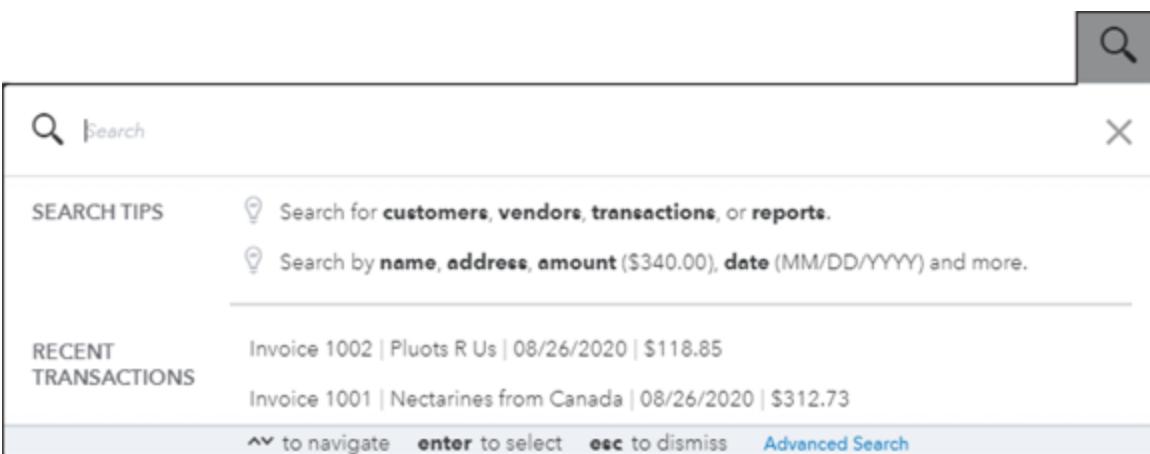 Search
SEARCH TIPS
Search for customers, vendors, transactions, or reports.
Search by name, address, amount ($340.00), date (MM/DD/YYYY) and more.
RECENT
TRANSACTIONS
Invoice 1002 | Pluots R Us | 08/26/2020 | $118.85
Invoice 1001 | Nectarines from Canada | 08/26/2020 | $312.73
to navigate enter to select esc to dismiss Advanced Search